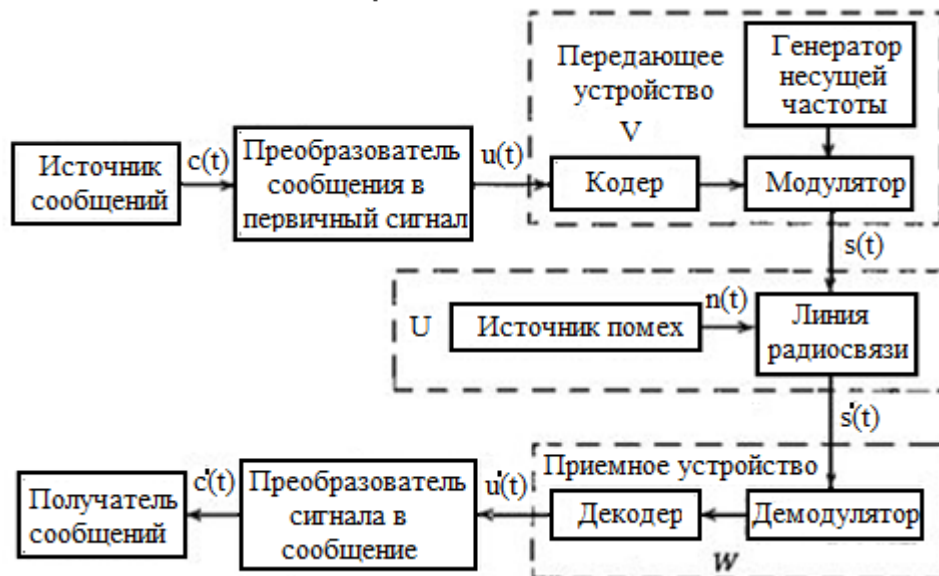 Передающее
устройство
V
Генератор
несущей
частоты
Источник
сообщений
c(t)
Преобразователь
сообщения в
первичный сигнал
u(t)
Кодер
Модулятор
s(t)
U
Источник помех
n(t)
Линия
радиосвязи
s'(t)
Приемное устройство
Получатель
сообщений
c'(t)
Преобразователь
сигнала в
сообщение
u'(t)
Декодер
Демодулятор
W